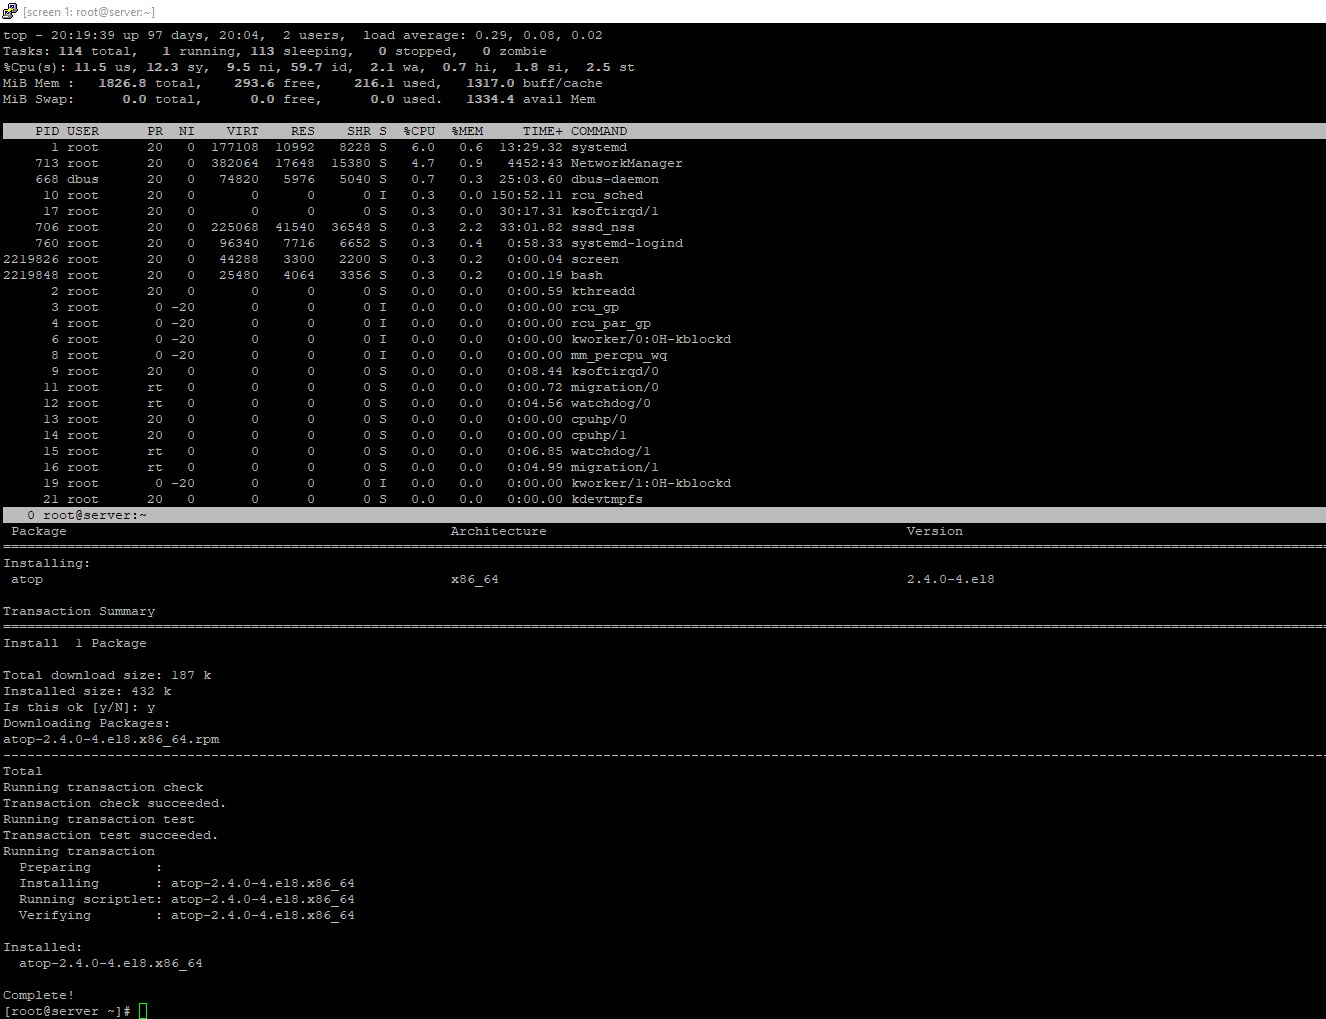 [screen 1: root@server:~]
top - 20:19:39 up 97 days, 20:04,  2 users,  load average: 0.29, 0.08, 0.02
Tasks: 114 total,   1 running, 113 sleeping,   0 stopped,   0 zombie
%Cpu(s): 11.5 us, 12.3 sy,  9.5 ni, 59.7 id,  2.1 wa,  0.7 hi,  1.8 si,  2.5 st
MiB Mem :   1826.8 total,    293.6 free,    216.1 used,   1317.0 buff/cache
MiB Swap:      0.0 total,      0.0 free,      0.0 used.   1334.4 avail Mem
    PID USER      PR  NI    VIRT    RES    SHR S  %CPU  %MEM     TIME+ COMMAND
      1 root      20   0  177108  10992   8228 S   6.0   0.6  13:29.32 systemd
    713 root      20   0  382064  17648  15380 S   4.7   0.9   4452:43 NetworkManager
    668 dbus      20   0   74820   5976   5040 S   0.7   0.3  25:03.60 dbus-daemon
     10 root      20   0       0      0      0 I   0.3   0.0 150:52.11 rcu_sched
     17 root      20   0       0      0      0 S   0.3   0.0  30:17.31 ksoftirqd/1
    706 root      20   0  225068  41540  36548 S   0.3   2.2  33:01.82 sssd_nss
    760 root      20   0   96340   7716   6652 S   0.3   0.4   0:58.33 systemd-logind
2219826 root      20   0   44288   3300   2200 S   0.3   0.2   0:00.04 screen
2219848 root      20   0   25480   4064   3356 S   0.3   0.2   0:00.19 bash
      2 root      20   0       0      0      0 S   0.0   0.0   0:00.59 kthreadd
      3 root       0 -20       0      0      0 I   0.0   0.0   0:00.00 rcu_gp
      4 root       0 -20       0      0      0 I   0.0   0.0   0:00.00 rcu_par_gp
      6 root       0 -20       0      0      0 I   0.0   0.0   0:00.00 kworker/0:0H-kblockd
      8 root       0 -20       0      0      0 I   0.0   0.0   0:00.00 mm_percpu_wq
      9 root      20   0       0      0      0 S   0.0   0.0   0:08.44 ksoftirqd/0
     11 root      rt   0       0      0      0 S   0.0   0.0   0:00.72 migration/0
     12 root      rt   0       0      0      0 S   0.0   0.0   0:04.56 watchdog/0
     13 root      20   0       0      0      0 S   0.0   0.0   0:00.00 cpuhp/0
     14 root      20   0       0      0      0 S   0.0   0.0   0:00.00 cpuhp/1
     15 root      rt   0       0      0      0 S   0.0   0.0   0:06.85 watchdog/1
     16 root      rt   0       0      0      0 S   0.0   0.0   0:04.99 migration/1
     19 root       0 -20       0      0      0 I   0.0   0.0   0:00.00 kworker/1:0H-kblockd
     21 root      20   0       0      0      0 S   0.0   0.0   0:00.00 kdevtmpfs
   0 root@server:~
 Package                    Architecture                    Version
Installing:
 atop                    x86_64                    2.4.0-4.el8
Transaction Summary
Install  1 Package
Total download size: 187 k
Installed size: 432 k
Is this ok [y/N]: y
Downloading Packages:
atop-2.4.0-4.el8.x86_64.rpm
Total
Running transaction check
Transaction check succeeded.
Running transaction test
Transaction test succeeded.
Running transaction
  Preparing        :
  Installing       : atop-2.4.0-4.el8.x86_64
  Running scriptlet: atop-2.4.0-4.el8.x86_64
  Verifying        : atop-2.4.0-4.el8.x86_64
Installed:
  atop-2.4.0-4.el8.x86_64
Complete!
[root@server ~]#